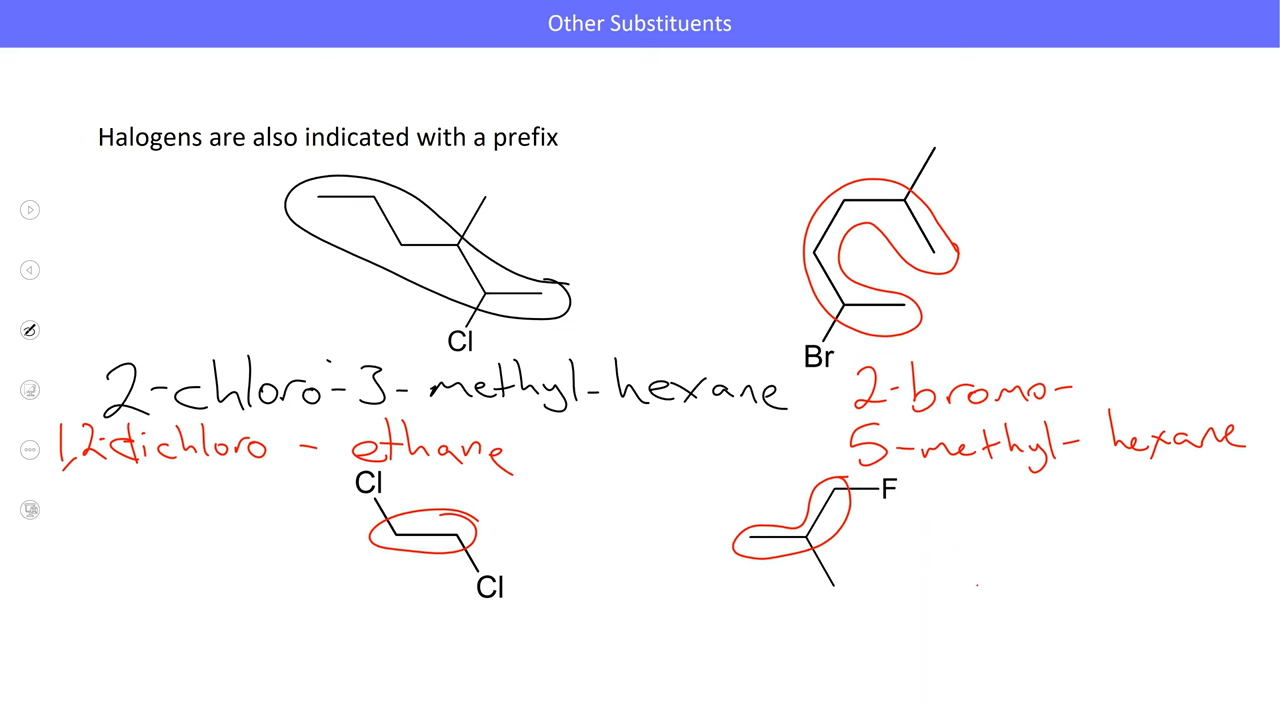 Other Substituents
Halogens are also indicated with a prefix
Cl
Br
2-chloro-3-methyl-hexane
2-bromo-
5-methyl-hexane
1,2-dichloro-ethane
Cl
F
Cl